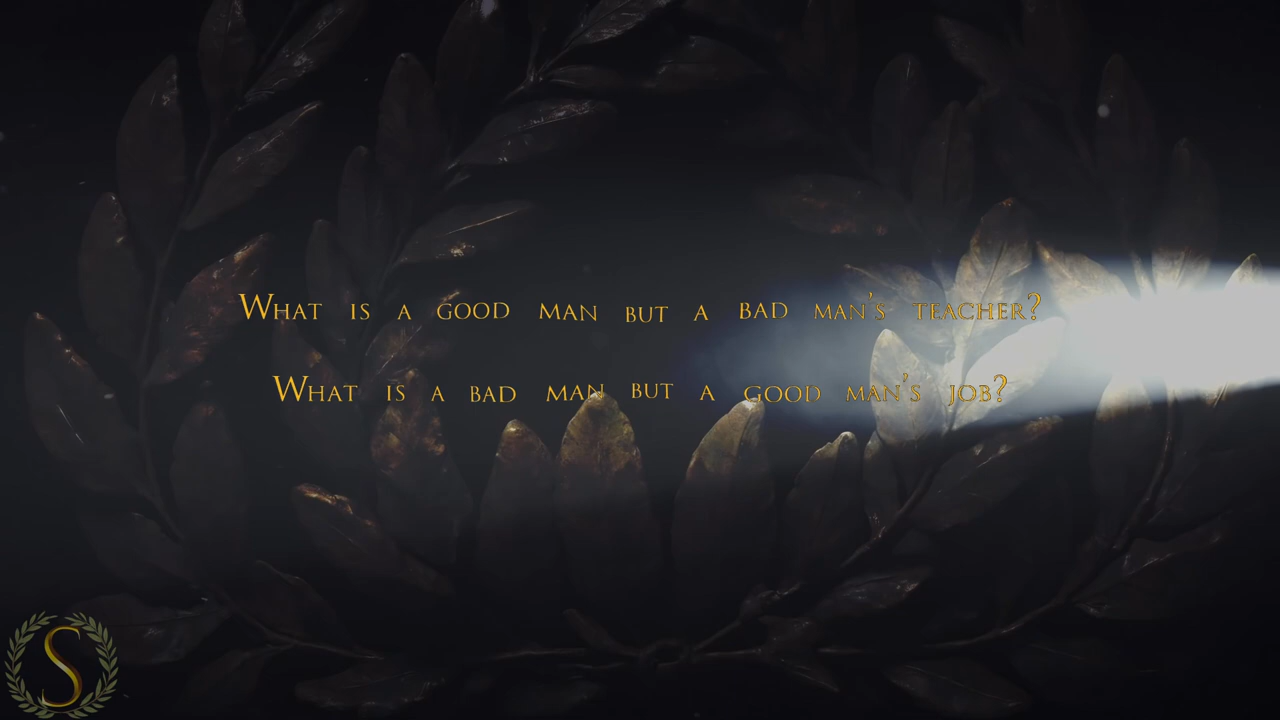 What is a good man but a bad man's teacher?
What is a bad man but a good man's job?
S